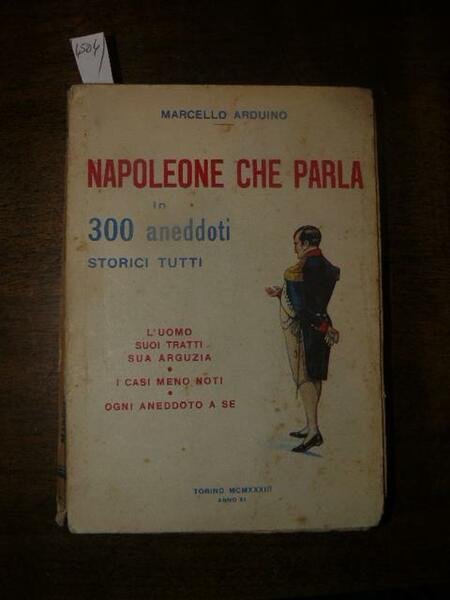 4504
MARCELLO ARDUINO
NAPOLEONE CHE PARLA
In
300 aneddoti
STORICI TUTTI
L'UOMO
SUOI TRATTI
SUA ARGUZIA
•
I CASI MENO NOTI
•
OGNI ANEDDOTO A SE
TORINO MCMXXXIII
ANNO XI